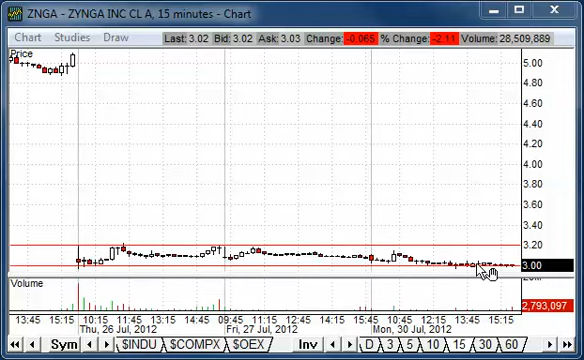 ZNGA - ZYNGA INC CL A, 15 minutes - Chart
Chart Studies Draw Last: 3.02 Bid: 3.02 Ask: 3.03 Change: -0.065 % Change: -2.11 Volume: 28,509,889
Price
5.00
4.80
4.60
4.40
4.20
4.00
3.80
3.60
3.40
3.20
3.00
Volume
2,793,097
13:45 15:15 10:15 11:45 13:15 14:45 09:45 11:15 12:45 14:15 15:45 10:45 12:15 13:45 15:15
Thu, 26 Jul, 2012 Fri, 27 Jul, 2012 Mon, 30 Jul, 2012
Sym $INDU $COMPX $OEX Inv D 3 5 10 15 30 60